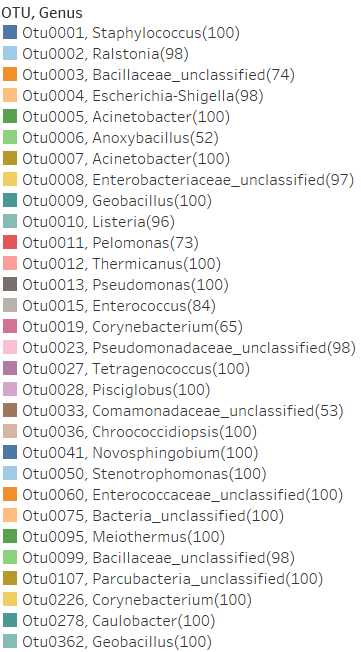 OTU, Genus
Otu0001, Staphylococcus(100)
Otu0002, Ralstonia(98)
Otu0003, Bacillaceae_unclassified(74)
Otu0004, Escherichia-Shigella(98)
Otu0005, Acinetobacter(100)
Otu0006, Anoxybacillus(52)
Otu0007, Acinetobacter(100)
Otu0008, Enterobacteriaceae_unclassified(97)
Otu0009, Geobacillus(100)
Otu0010, Listeria(96)
Otu0011, Pelomonas(73)
Otu0012, Thermicanus(100)
Otu0013, Pseudomonas(100)
Otu0015, Enterococcus(84)
Otu0019, Corynebacterium(65)
Otu0023, Pseudomonadaceae_unclassified(98)
Otu0027, Tetragenococcus(100)
Otu0028, Pisciglobus(100)
Otu0033, Comamonadaceae_unclassified(53)
Otu0036, Chroococcidiopsis(100)
Otu0041, Novosphingobium(100)
Otu0050, Stenotrophomonas(100)
Otu0060, Enterococcaceae_unclassified(100)
Otu0075, Bacteria_unclassified(100)
Otu0095, Meiothermus(100)
Otu0099, Bacillaceae_unclassified(98)
Otu0107, Parcubacteria_unclassified(100)
Otu0226, Corynebacterium(100)
Otu0278, Caulobacter(100)
Otu0362, Geobacillus(100)